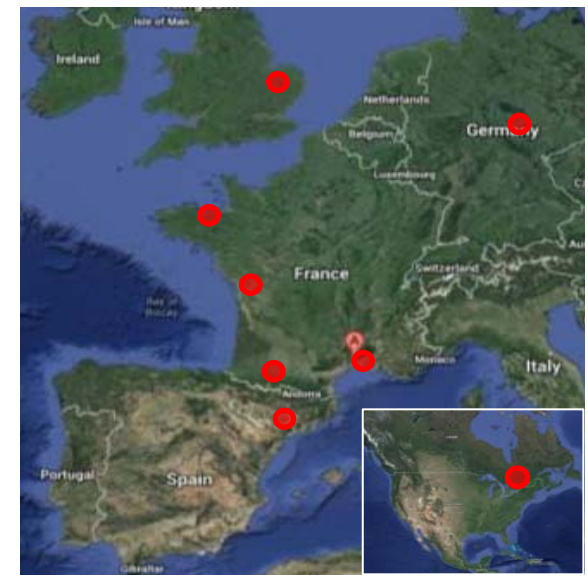 Kingdom
Isle of Man
Ireland
Netherlands
Belgium
Germany
Luxembourg
France
Switzerland
Bay of
Biscay
A
Monaco
Italy
Andorra
Portugal
Spain
Gibraltar